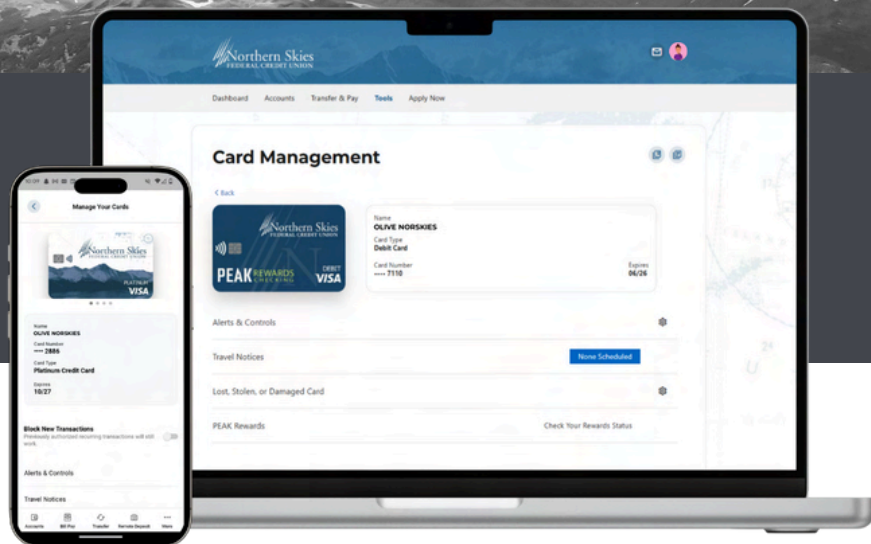 Northern Skies
FEDERAL CREDIT UNION
Dashboard Accounts Transfer & Pay Tools Apply Now
Card Management
< Back
Northern Skies
FEDERAL CREDIT UNION
PEAK REWARDS
CHECKING
DEBIT
VISA
Name
OLIVE NORSKIES
Card Type
Debit Card
Card Number
•••• 7110
Expires
06/26
Alerts & Controls
Travel Notices
None Scheduled
Lost, Stolen, or Damaged Card
PEAK Rewards
Check Your Rewards Status
Manage Your Cards
Northern Skies
FEDERAL CREDIT UNION
PLATINUM
VISA
Name
OLIVE NORSKIES
Card Number
•••• 2886
Card Type
Platinum Credit Card
Expires
10/27
Block New Transactions
Previously authorized recurring transactions will still
work.
Alerts & Controls
Travel Notices
Accounts Bill Pay Transfer Remote Deposit More